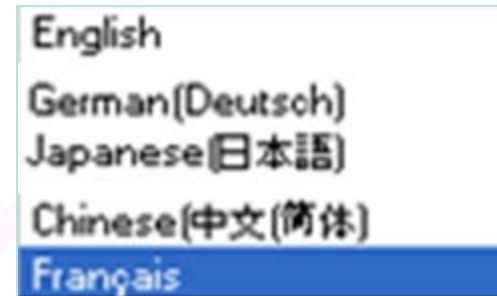 English
German(Deutsch)
Japanese(日本語)
Chinese(中文(简体)
Français